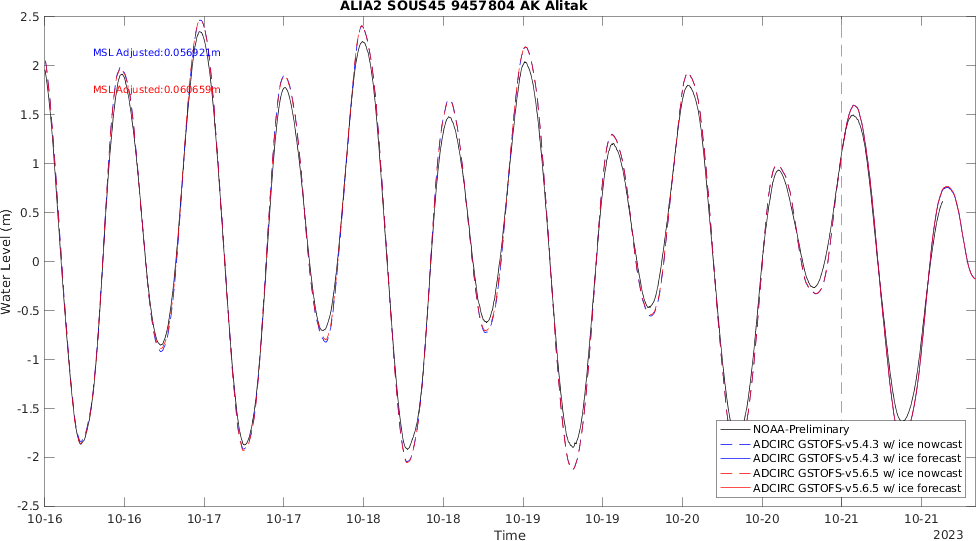 ALIA2 SOUS45 9457804 AK Alitak
2.5
2
1.5
1
0.5
0
-0.5
-1
-1.5
-2
-2.5
Water Level (m)
MSL Adjusted:0.056921m
MSL Adjusted:0.060659m
NOAA-Preliminary
ADCIRC GSTOFS-v5.4.3 w/ ice nowcast
ADCIRC GSTOFS-v5.4.3 w/ ice forecast
ADCIRC GSTOFS-v5.6.5 w/ ice nowcast
ADCIRC GSTOFS-v5.6.5 w/ ice forecast
10-16 10-16 10-17 10-17 10-18 10-18 10-19 10-19 10-20 10-20 10-21 10-21
Time
2023